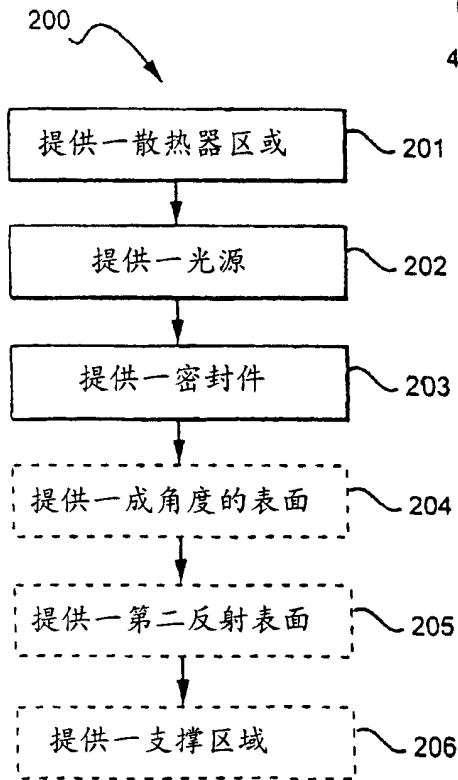 200
4
提供一散热器区或
201
提供一光源
202
提供一密封件
203
提供一成角度的表面
204
提供一第二反射表面
205
提供一支撑区域
206